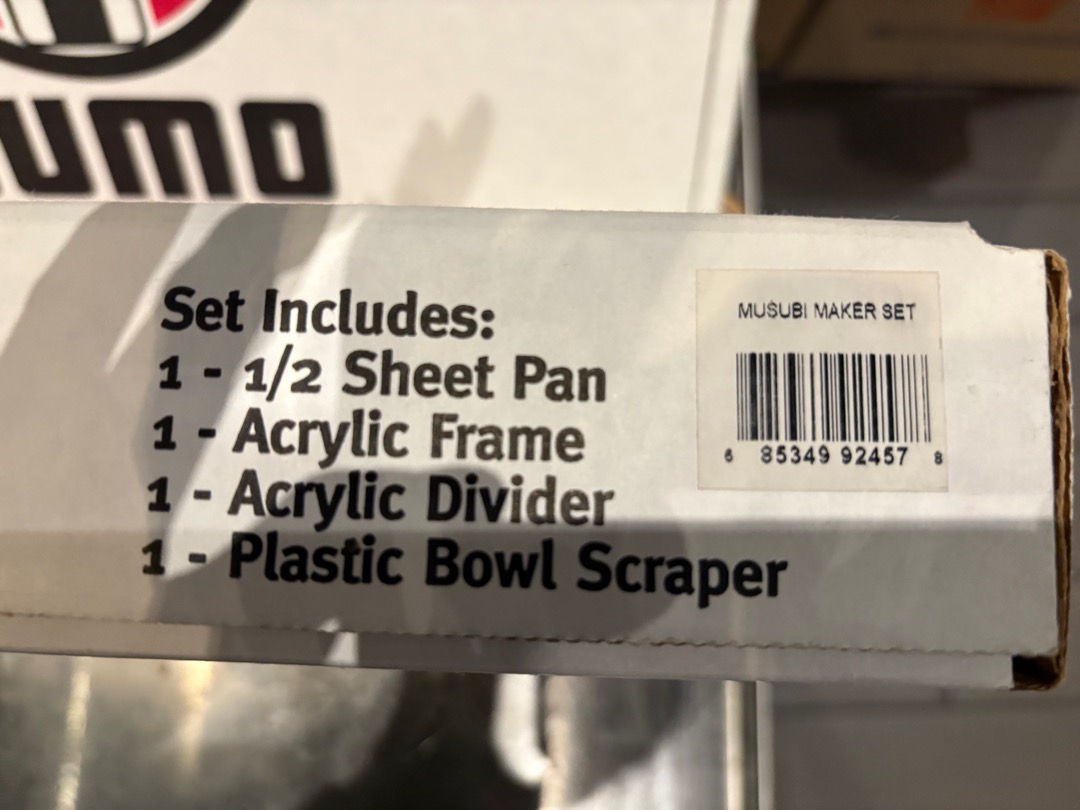 UMO
Set Includes:
1 - 1/2 Sheet Pan
1 - Acrylic Frame
1 - Acrylic Divider
1 - Plastic Bowl Scraper
MUSUBI MAKER SET
6 85349 92457 8